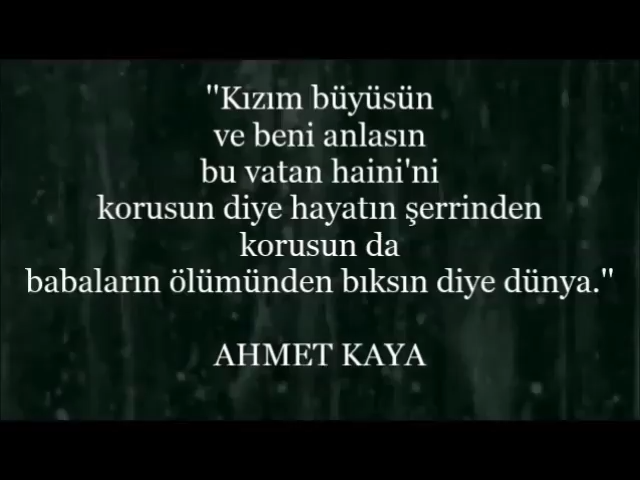 "Kızım büyüsün
ve beni anlasın
bu vatan haini'ni
korusun diye hayatın şerrinden
korusun da
babaların ölümünden bıksın diye dünya."
AHMET KAYA